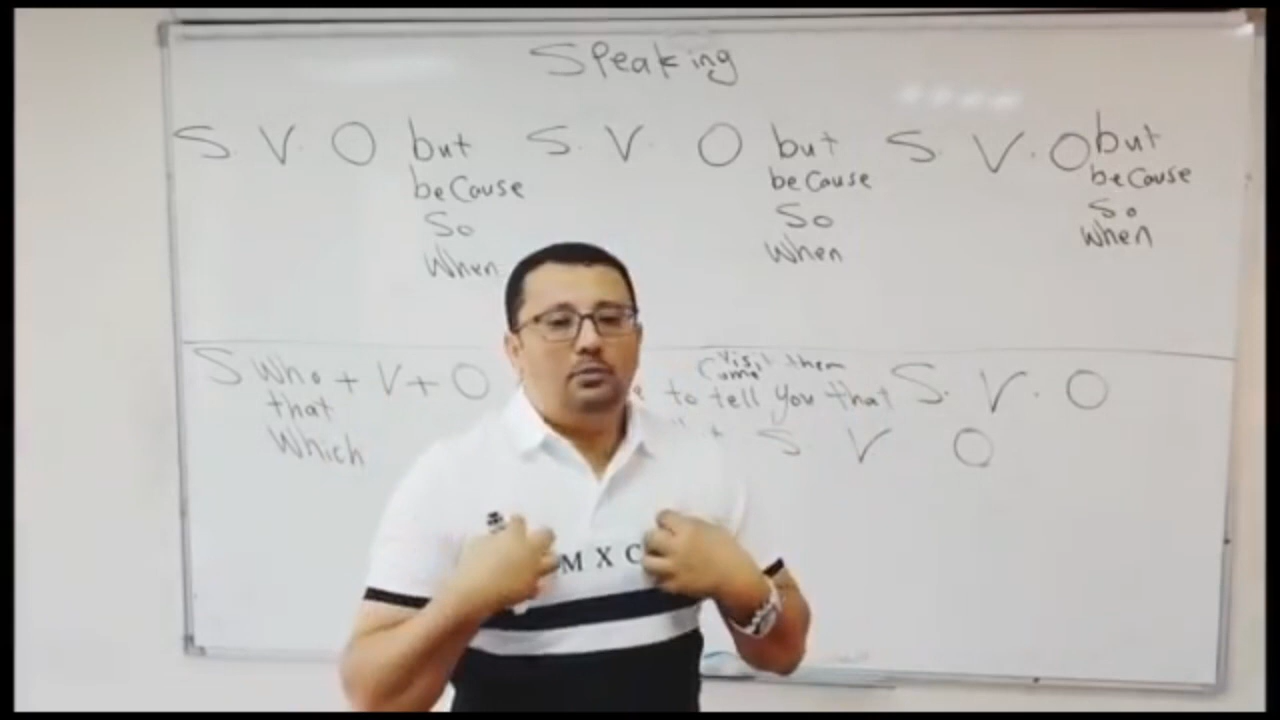 Speaking
S. V. O but S. V. O but S. V. O but
because because because
So So So
When When When
S Who + V + O
Visit them
Come
to tell you that S. V. O
that
+ S V O
Which
M X C